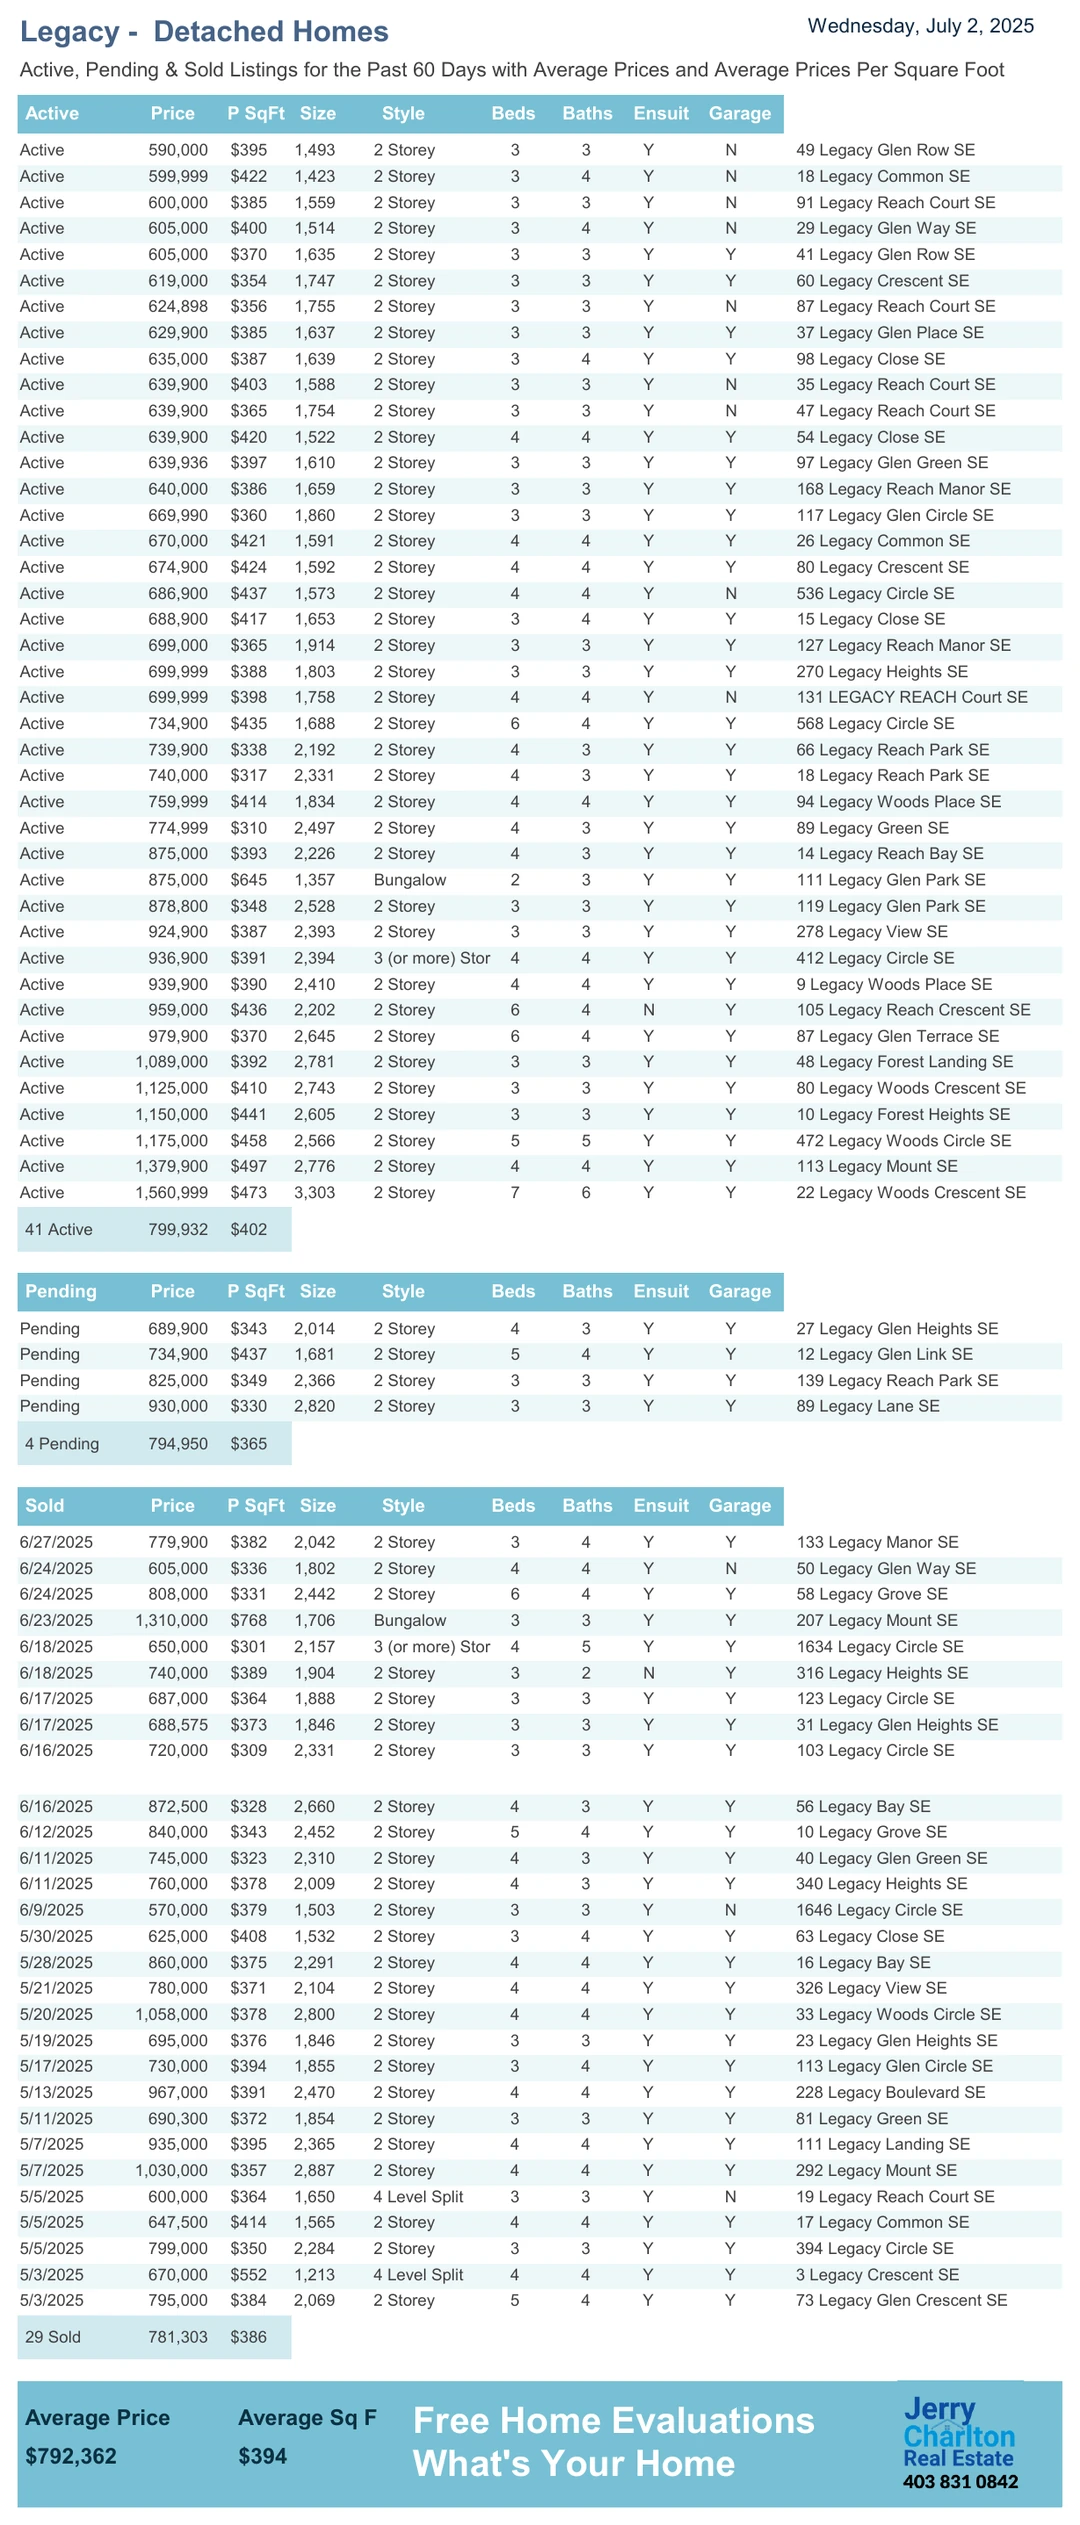 Legacy -  Detached Homes
Wednesday, July 2, 2025
Active, Pending & Sold Listings for the Past 60 Days with Average Prices and Average Prices Per Square Foot
Active Price P SqFt Size Style Beds Baths Ensuit Garage
Active 590,000 $395 1,493 2 Storey 3 3 Y N 49 Legacy Glen Row SE
Active 599,999 $422 1,423 2 Storey 3 4 Y N 18 Legacy Common SE
Active 600,000 $385 1,559 2 Storey 3 3 Y N 91 Legacy Reach Court SE
Active 605,000 $400 1,514 2 Storey 3 4 Y N 29 Legacy Glen Way SE
Active 605,000 $370 1,635 2 Storey 3 3 Y Y 41 Legacy Glen Row SE
Active 619,000 $354 1,747 2 Storey 3 3 Y Y 60 Legacy Crescent SE
Active 624,898 $356 1,755 2 Storey 3 3 Y N 87 Legacy Reach Court SE
Active 629,900 $385 1,637 2 Storey 3 3 Y Y 37 Legacy Glen Place SE
Active 635,000 $387 1,639 2 Storey 3 4 Y Y 98 Legacy Close SE
Active 639,900 $403 1,588 2 Storey 3 3 Y N 35 Legacy Reach Court SE
Active 639,900 $365 1,754 2 Storey 3 3 Y N 47 Legacy Reach Court SE
Active 639,900 $420 1,522 2 Storey 4 4 Y Y 54 Legacy Close SE
Active 639,936 $397 1,610 2 Storey 3 3 Y Y 97 Legacy Glen Green SE
Active 640,000 $386 1,659 2 Storey 3 3 Y Y 168 Legacy Reach Manor SE
Active 669,990 $360 1,860 2 Storey 3 3 Y Y 117 Legacy Glen Circle SE
Active 670,000 $421 1,591 2 Storey 4 4 Y Y 26 Legacy Common SE
Active 674,900 $424 1,592 2 Storey 4 4 Y Y 80 Legacy Crescent SE
Active 686,900 $437 1,573 2 Storey 4 4 Y N 536 Legacy Circle SE
Active 688,900 $417 1,653 2 Storey 3 4 Y Y 15 Legacy Close SE
Active 699,000 $365 1,914 2 Storey 3 3 Y Y 127 Legacy Reach Manor SE
Active 699,999 $388 1,803 2 Storey 3 3 Y Y 270 Legacy Heights SE
Active 699,999 $398 1,758 2 Storey 4 4 Y N 131 LEGACY REACH Court SE
Active 734,900 $435 1,688 2 Storey 6 4 Y Y 568 Legacy Circle SE
Active 739,900 $338 2,192 2 Storey 4 3 Y Y 66 Legacy Reach Park SE
Active 740,000 $317 2,331 2 Storey 4 3 Y Y 18 Legacy Reach Park SE
Active 759,999 $414 1,834 2 Storey 4 4 Y Y 94 Legacy Woods Place SE
Active 774,999 $310 2,497 2 Storey 4 3 Y Y 89 Legacy Green SE
Active 875,000 $393 2,226 2 Storey 4 3 Y Y 14 Legacy Reach Bay SE
Active 875,000 $645 1,357 Bungalow 2 3 Y Y 111 Legacy Glen Park SE
Active 878,800 $348 2,528 2 Storey 3 3 Y Y 119 Legacy Glen Park SE
Active 924,900 $387 2,393 2 Storey 3 3 Y Y 278 Legacy View SE
Active 936,900 $391 2,394 3 (or more) Stor 4 4 Y Y 412 Legacy Circle SE
Active 939,900 $390 2,410 2 Storey 4 4 Y Y 9 Legacy Woods Place SE
Active 959,000 $436 2,202 2 Storey 6 4 N Y 105 Legacy Reach Crescent SE
Active 979,900 $370 2,645 2 Storey 6 4 Y Y 87 Legacy Glen Terrace SE
Active 1,089,000 $392 2,781 2 Storey 3 3 Y Y 48 Legacy Forest Landing SE
Active 1,125,000 $410 2,743 2 Storey 3 3 Y Y 80 Legacy Woods Crescent SE
Active 1,150,000 $441 2,605 2 Storey 3 3 Y Y 10 Legacy Forest Heights SE
Active 1,175,000 $458 2,566 2 Storey 5 5 Y Y 472 Legacy Woods Circle SE
Active 1,379,900 $497 2,776 2 Storey 4 4 Y Y 113 Legacy Mount SE
Active 1,560,999 $473 3,303 2 Storey 7 6 Y Y 22 Legacy Woods Crescent SE
41 Active 799,932 $402
Pending Price P SqFt Size Style Beds Baths Ensuit Garage
Pending 689,900 $343 2,014 2 Storey 4 3 Y Y 27 Legacy Glen Heights SE
Pending 734,900 $437 1,681 2 Storey 5 4 Y Y 12 Legacy Glen Link SE
Pending 825,000 $349 2,366 2 Storey 3 3 Y Y 139 Legacy Reach Park SE
Pending 930,000 $330 2,820 2 Storey 3 3 Y Y 89 Legacy Lane SE
4 Pending 794,950 $365
Sold Price P SqFt Size Style Beds Baths Ensuit Garage
6/27/2025 779,900 $382 2,042 2 Storey 3 4 Y Y 133 Legacy Manor SE
6/24/2025 605,000 $336 1,802 2 Storey 4 4 Y N 50 Legacy Glen Way SE
6/24/2025 808,000 $331 2,442 2 Storey 6 4 Y Y 58 Legacy Grove SE
6/23/2025 1,310,000 $768 1,706 Bungalow 3 3 Y Y 207 Legacy Mount SE
6/18/2025 650,000 $301 2,157 3 (or more) Stor 4 5 Y Y 1634 Legacy Circle SE
6/18/2025 740,000 $389 1,904 2 Storey 3 2 N Y 316 Legacy Heights SE
6/17/2025 687,000 $364 1,888 2 Storey 3 3 Y Y 123 Legacy Circle SE
6/17/2025 688,575 $373 1,846 2 Storey 3 3 Y Y 31 Legacy Glen Heights SE
6/16/2025 720,000 $309 2,331 2 Storey 3 3 Y Y 103 Legacy Circle SE
6/16/2025 872,500 $328 2,660 2 Storey 4 3 Y Y 56 Legacy Bay SE
6/12/2025 840,000 $343 2,452 2 Storey 5 4 Y Y 10 Legacy Grove SE
6/11/2025 745,000 $323 2,310 2 Storey 4 3 Y Y 40 Legacy Glen Green SE
6/11/2025 760,000 $378 2,009 2 Storey 4 3 Y Y 340 Legacy Heights SE
6/9/2025 570,000 $379 1,503 2 Storey 3 3 Y N 1646 Legacy Circle SE
5/30/2025 625,000 $408 1,532 2 Storey 3 4 Y Y 63 Legacy Close SE
5/28/2025 860,000 $375 2,291 2 Storey 4 4 Y Y 16 Legacy Bay SE
5/21/2025 780,000 $371 2,104 2 Storey 4 4 Y Y 326 Legacy View SE
5/20/2025 1,058,000 $378 2,800 2 Storey 4 4 Y Y 33 Legacy Woods Circle SE
5/19/2025 695,000 $376 1,846 2 Storey 3 3 Y Y 23 Legacy Glen Heights SE
5/17/2025 730,000 $394 1,855 2 Storey 3 4 Y Y 113 Legacy Glen Circle SE
5/13/2025 967,000 $391 2,470 2 Storey 4 4 Y Y 228 Legacy Boulevard SE
5/11/2025 690,300 $372 1,854 2 Storey 3 3 Y Y 81 Legacy Green SE
5/7/2025 935,000 $395 2,365 2 Storey 4 4 Y Y 111 Legacy Landing SE
5/7/2025 1,030,000 $357 2,887 2 Storey 4 4 Y Y 292 Legacy Mount SE
5/5/2025 600,000 $364 1,650 4 Level Split 3 3 Y N 19 Legacy Reach Court SE
5/5/2025 647,500 $414 1,565 2 Storey 4 4 Y Y 17 Legacy Common SE
5/5/2025 799,000 $350 2,284 2 Storey 3 3 Y Y 394 Legacy Circle SE
5/3/2025 670,000 $552 1,213 4 Level Split 4 4 Y Y 3 Legacy Crescent SE
5/3/2025 795,000 $384 2,069 2 Storey 5 4 Y Y 73 Legacy Glen Crescent SE
29 Sold 781,303 $386
Average Price Average Sq F
$792,362 $394
Free Home Evaluations
What's Your Home
Jerry
Charlton
Real Estate
403 831 0842